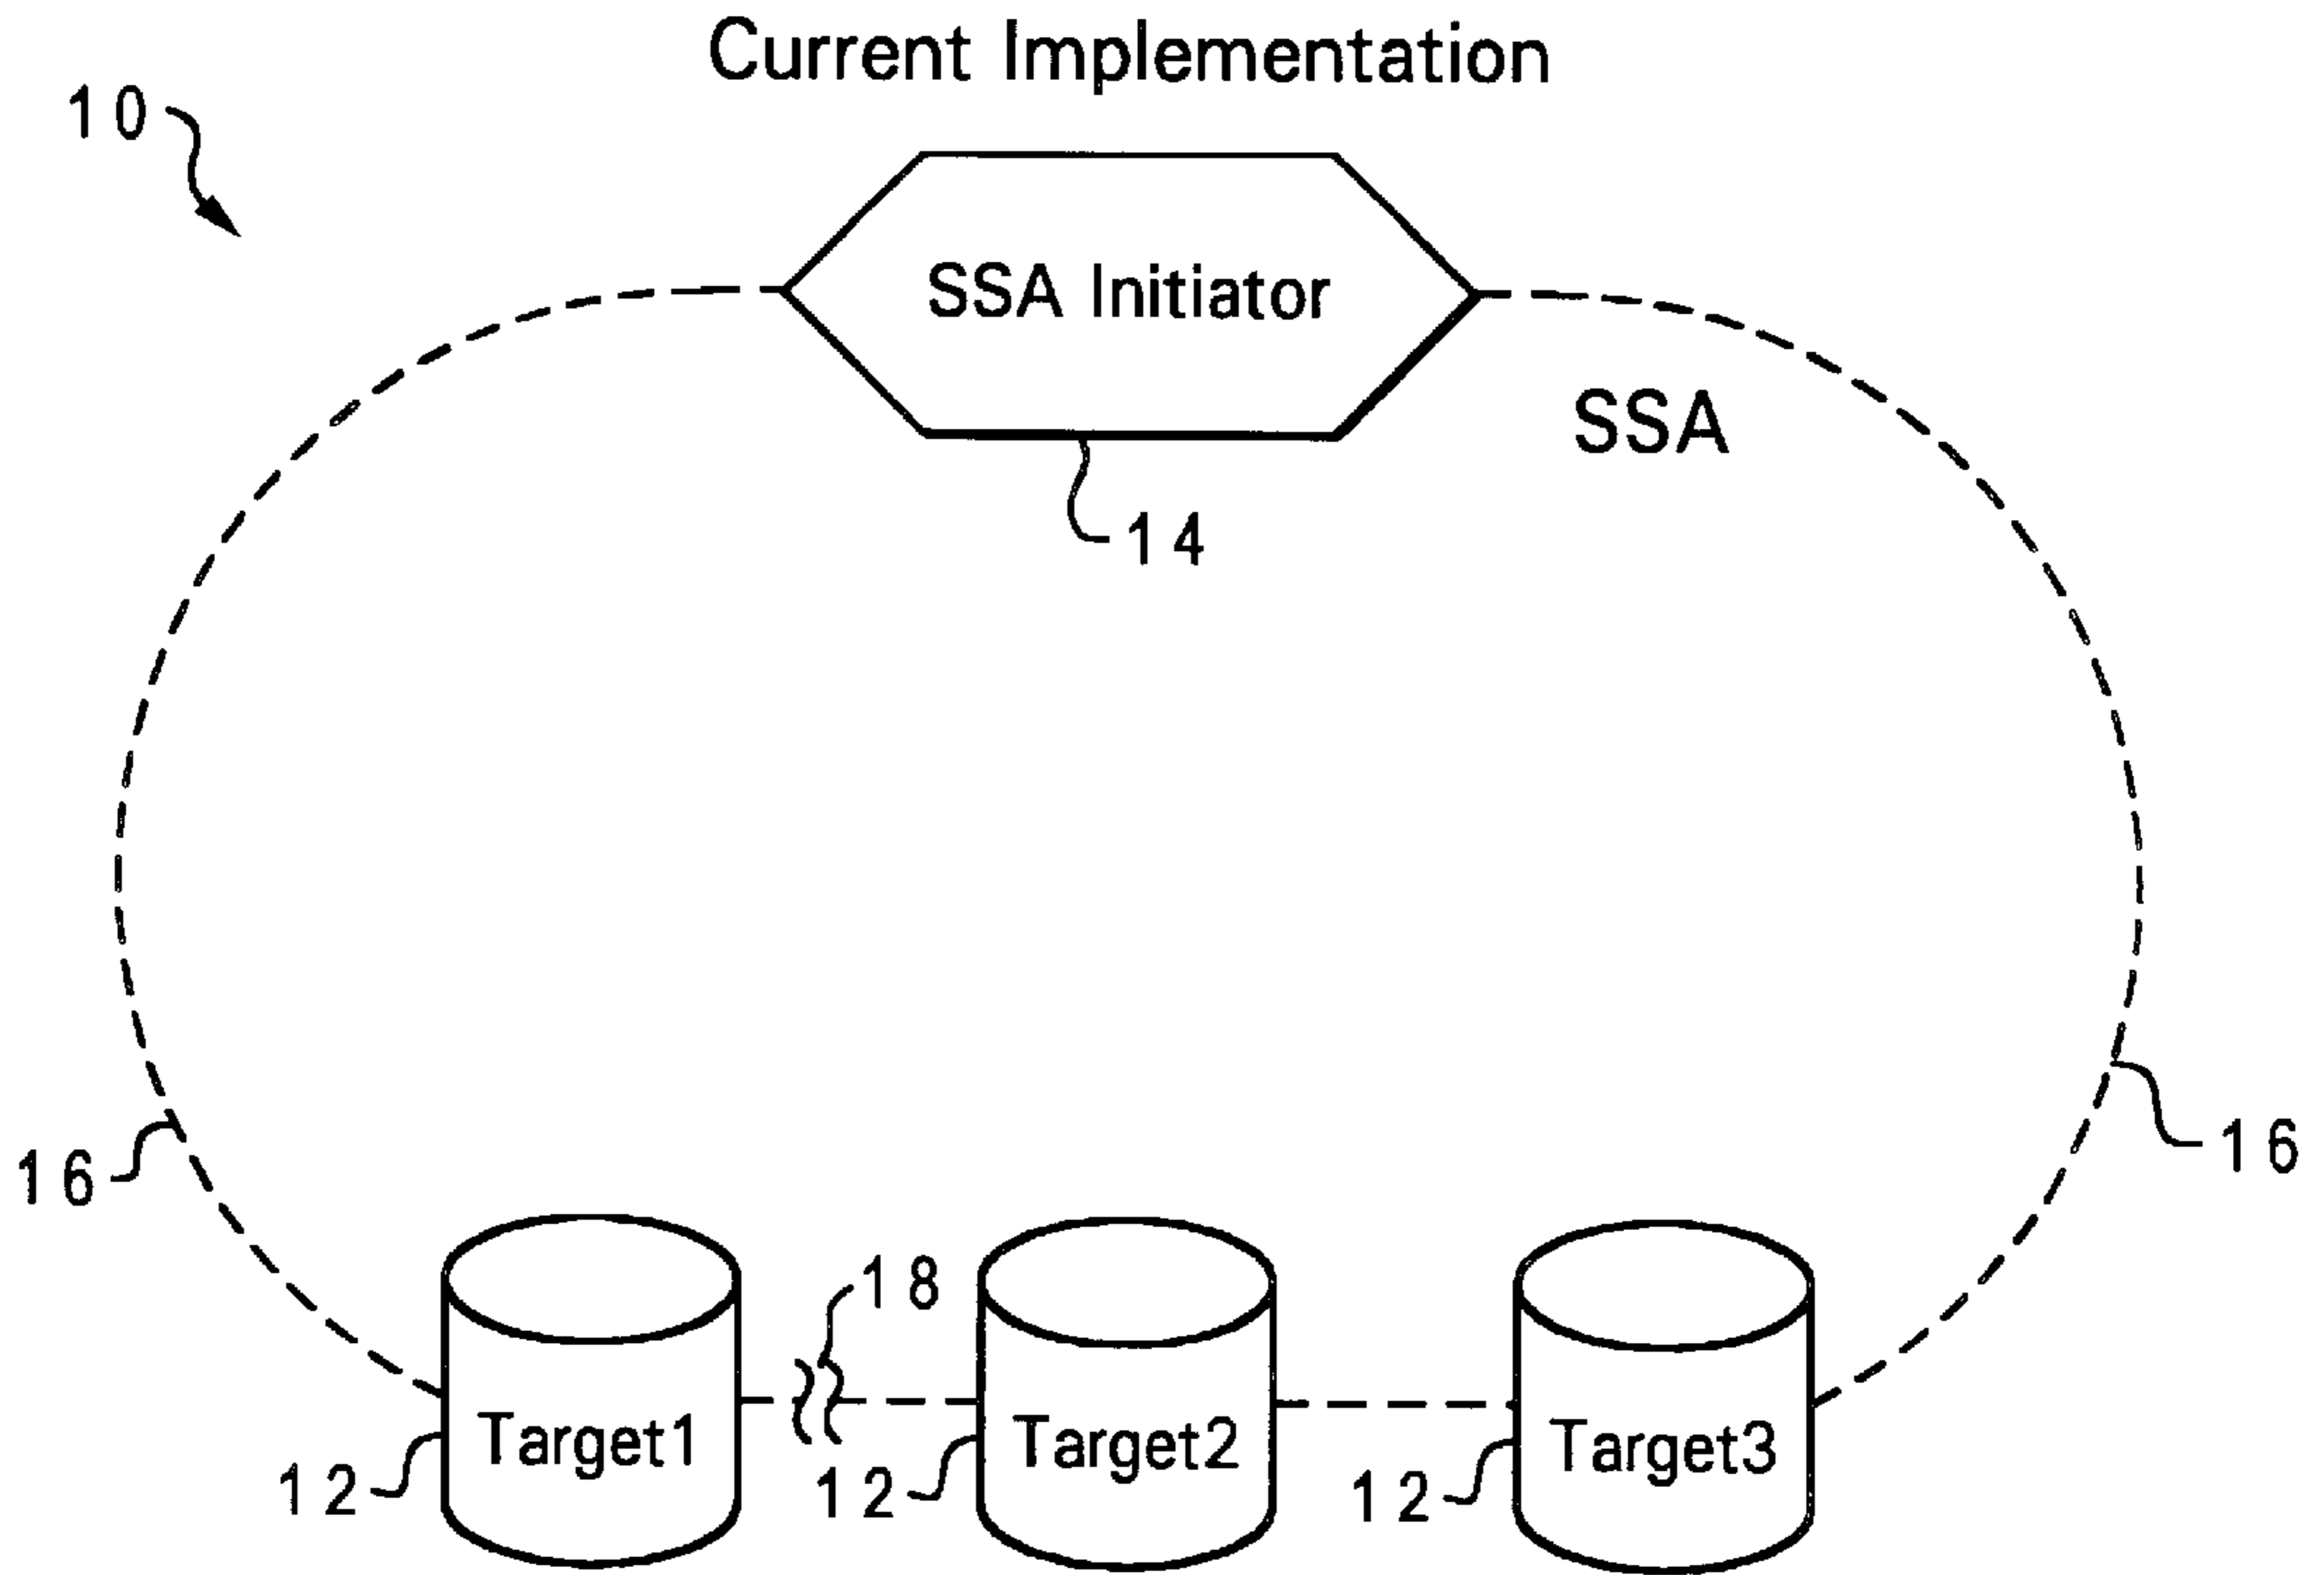 Current Implementation
10
SSA Initiator
SSA
14
16
16
18
Target1
Target2
Target3
12
12
12